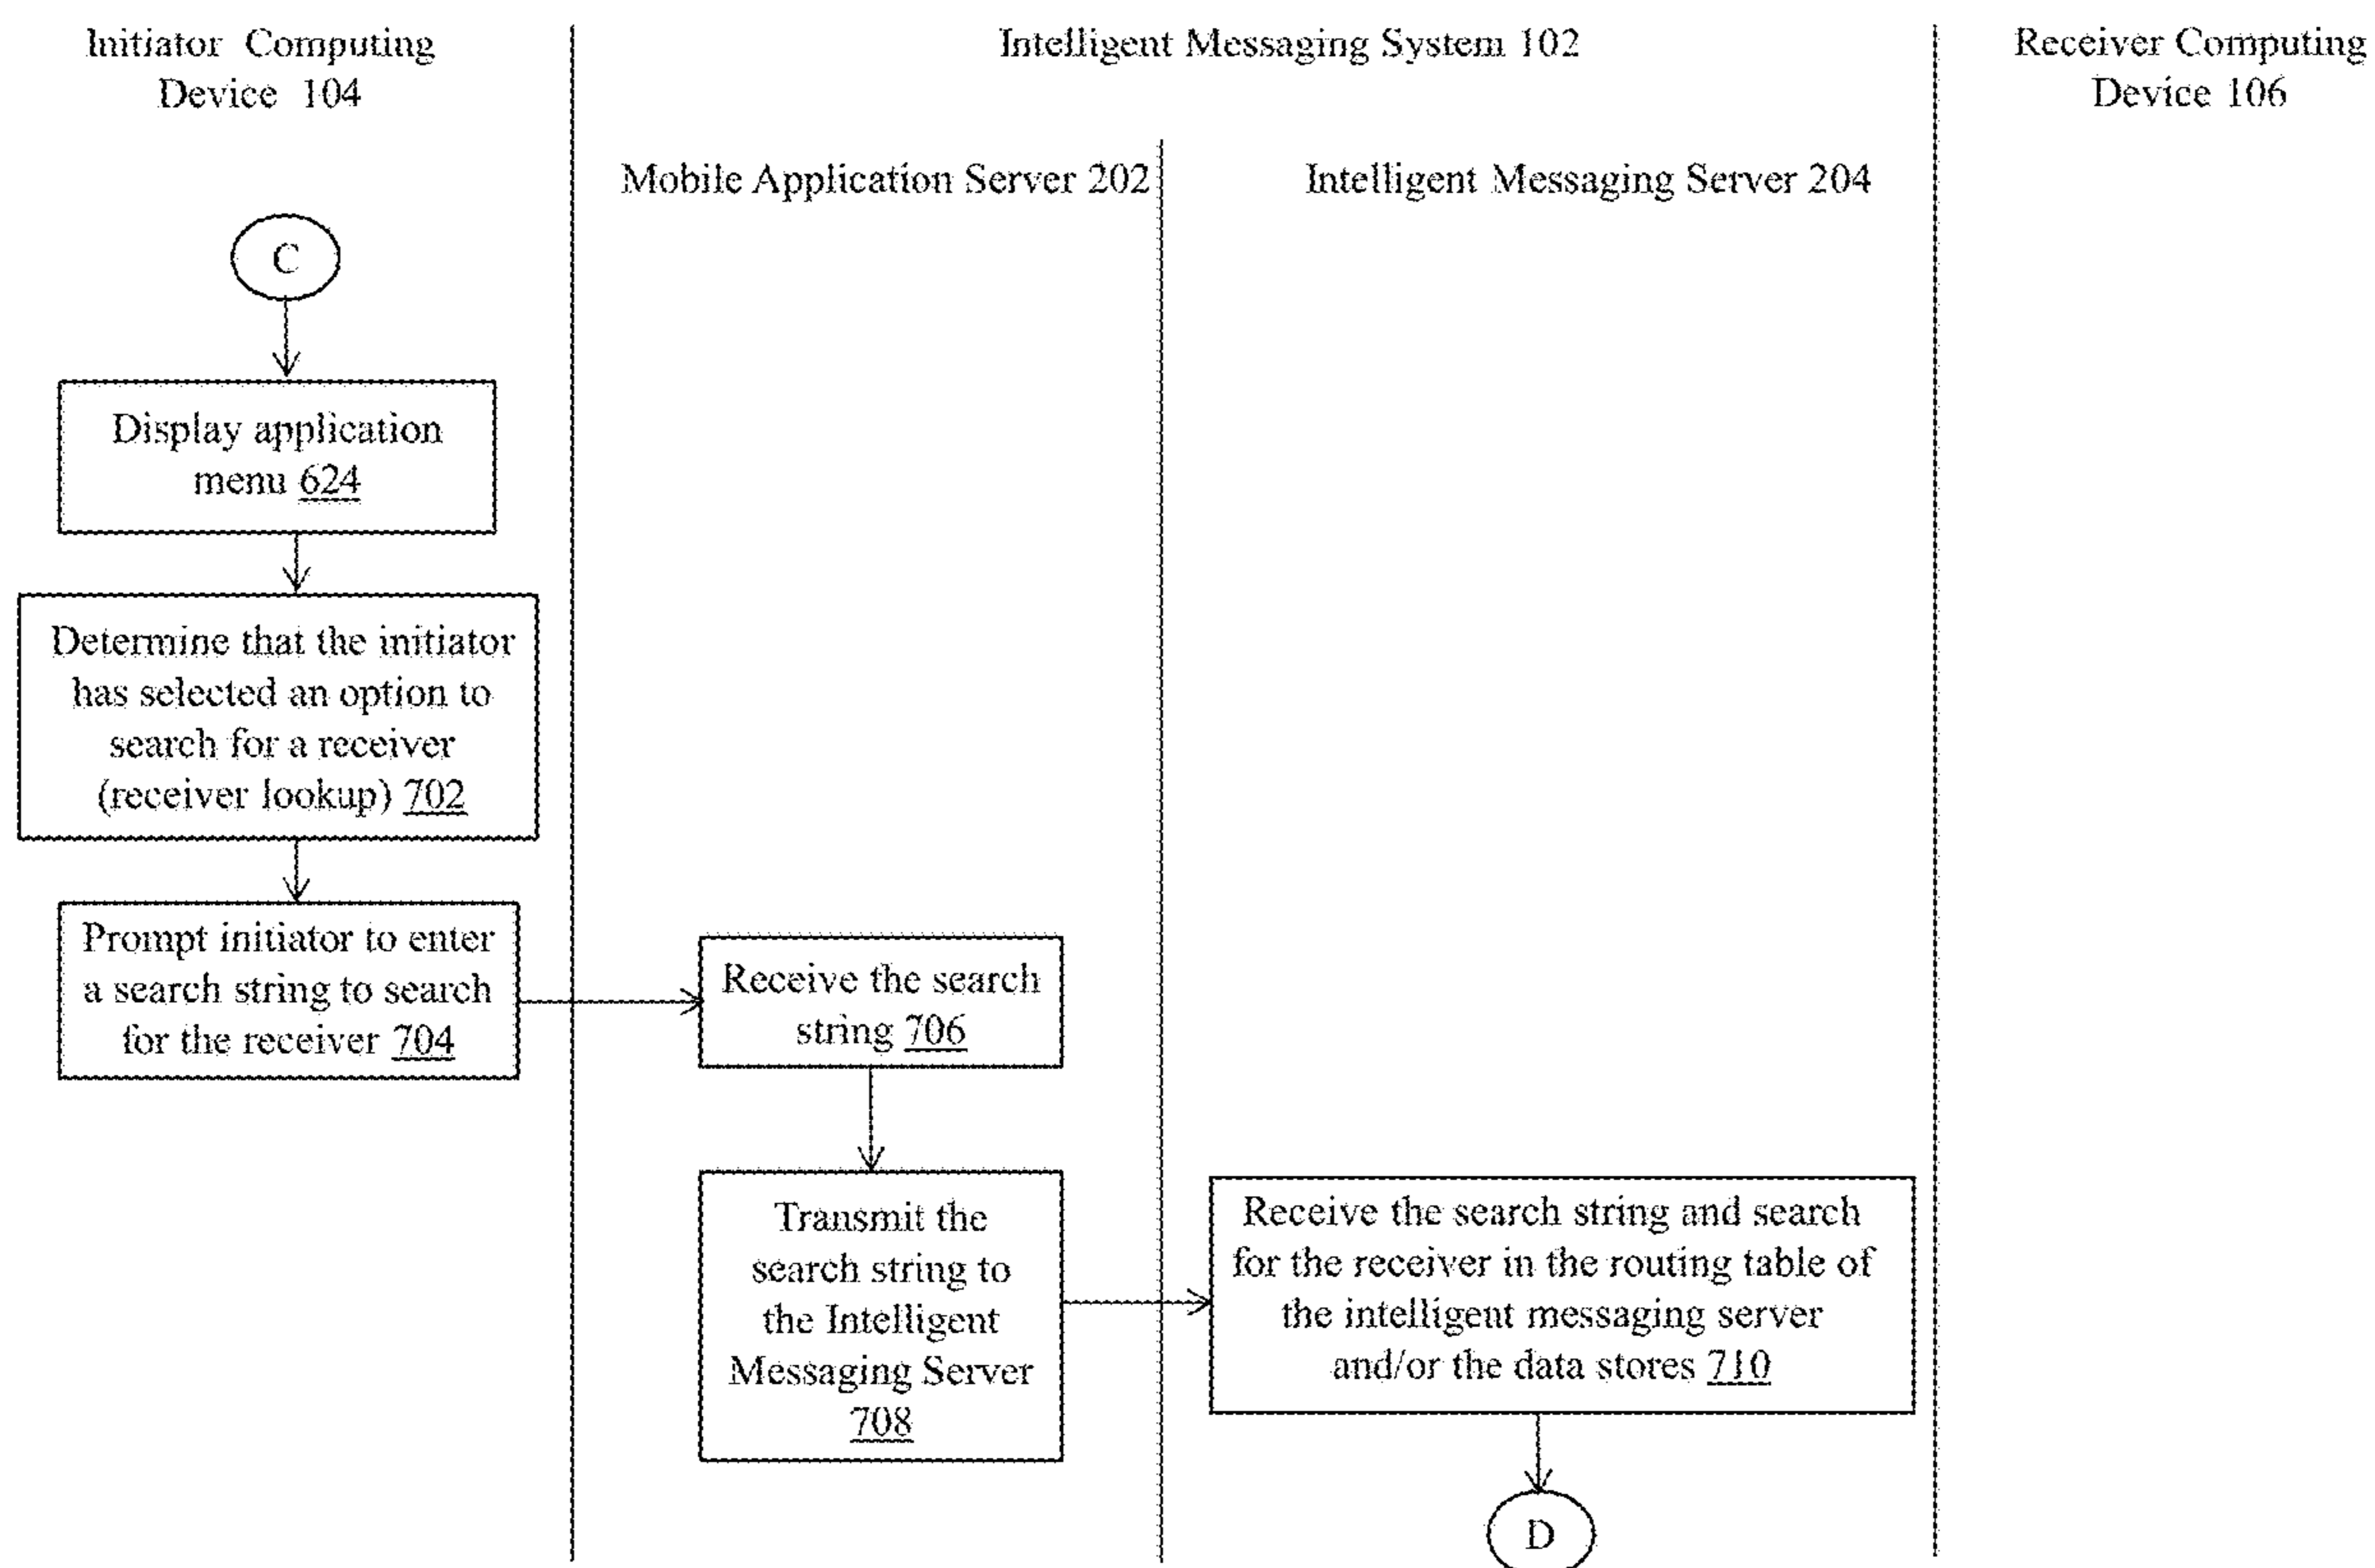 Initiator Computing
Device 104
Intelligent Messaging System 102
Receiver Computing
Device 106
Mobile Application Server 202
Intelligent Messaging Server 204
C
Display application
menu 624
Determine that the initiator
has selected an option to
search for a receiver
(receiver lookup) 702
Prompt initiator to enter
a search string to search
for the receiver 704
Receive the search
string 706
Transmit the
search string to
the Intelligent
Messaging Server
708
Receive the search string and search
for the receiver in the routing table of
the intelligent messaging server
and/or the data stores 710
D